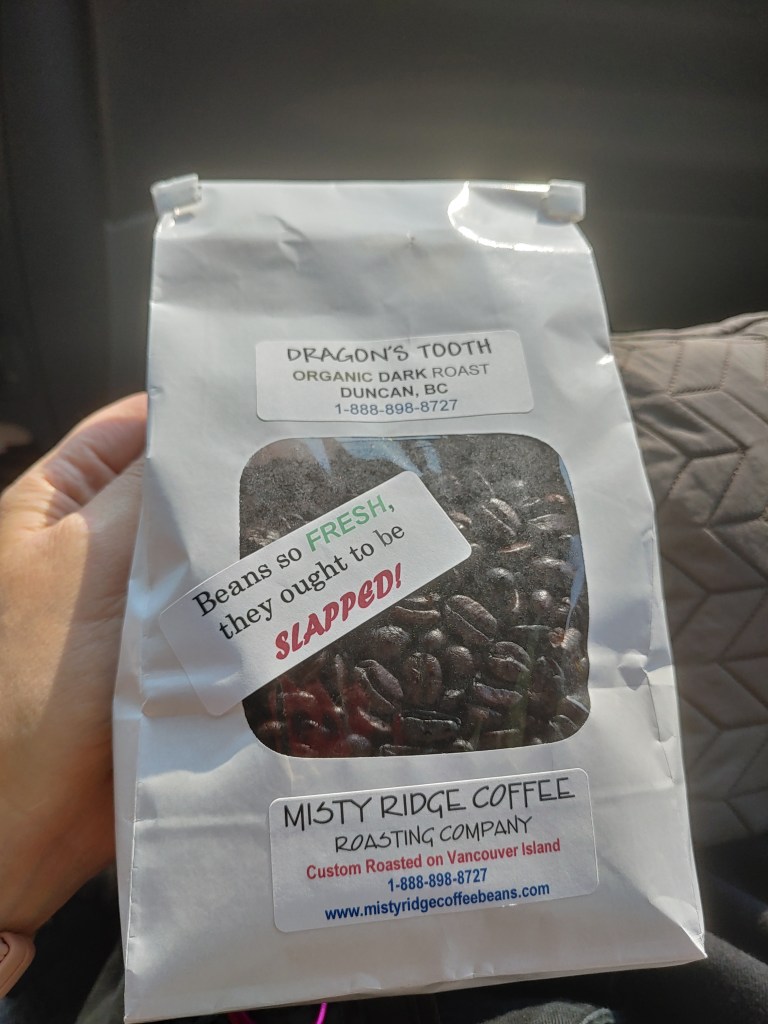 DRAGON'S TOOTH
ORGANIC DARK ROAST
DUNCAN, BC
1-888-898-8727
Beans so FRESH,
they ought to be
SLAPPED!
MISTY RIDGE COFFEE
ROASTING COMPANY
Custom Roasted on Vancouver Island
1-888-898-8727
www.mistyridgecoffeebeans.com